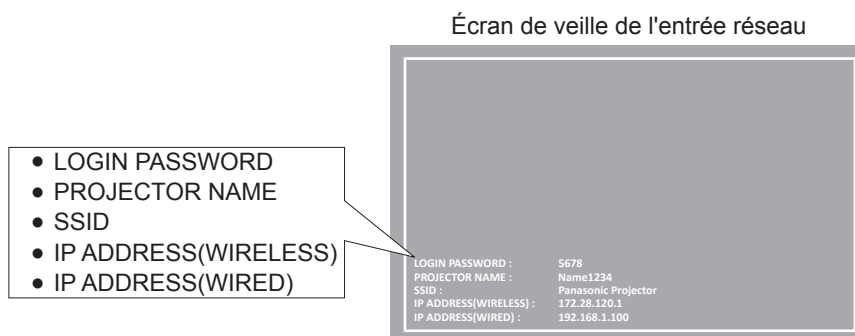 Écran de veille de l'entrée réseau
• LOGIN PASSWORD
• PROJECTOR NAME
• SSID
• IP ADDRESS(WIRELESS)
• IP ADDRESS(WIRED)
LOGIN PASSWORD : 5678
PROJECTOR NAME : Name1234
SSID : Panasonic Projector
IP ADDRESS(WIRELESS) : 172.28.120.1
IP ADDRESS(WIRED) : 192.168.1.100